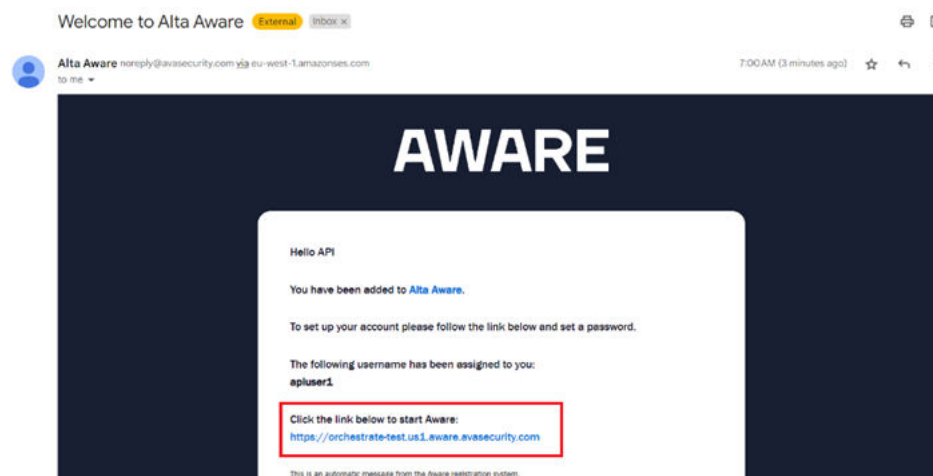 Welcome to Alta Aware External Inbox ×
Alta Aware noreply@avasecurity.com via eu-west-1.amazonses.com 7:00 AM (3 minutes ago)
to me
AWARE
Hello API
You have been added to Alta Aware.
To set up your account please follow the link below and set a password.
The following username has been assigned to you:
apiuser1
Click the link below to start Aware:
https://orchestrate-test.us1.aware.avasecurity.com
This is an automatic message from the Aware registration system.